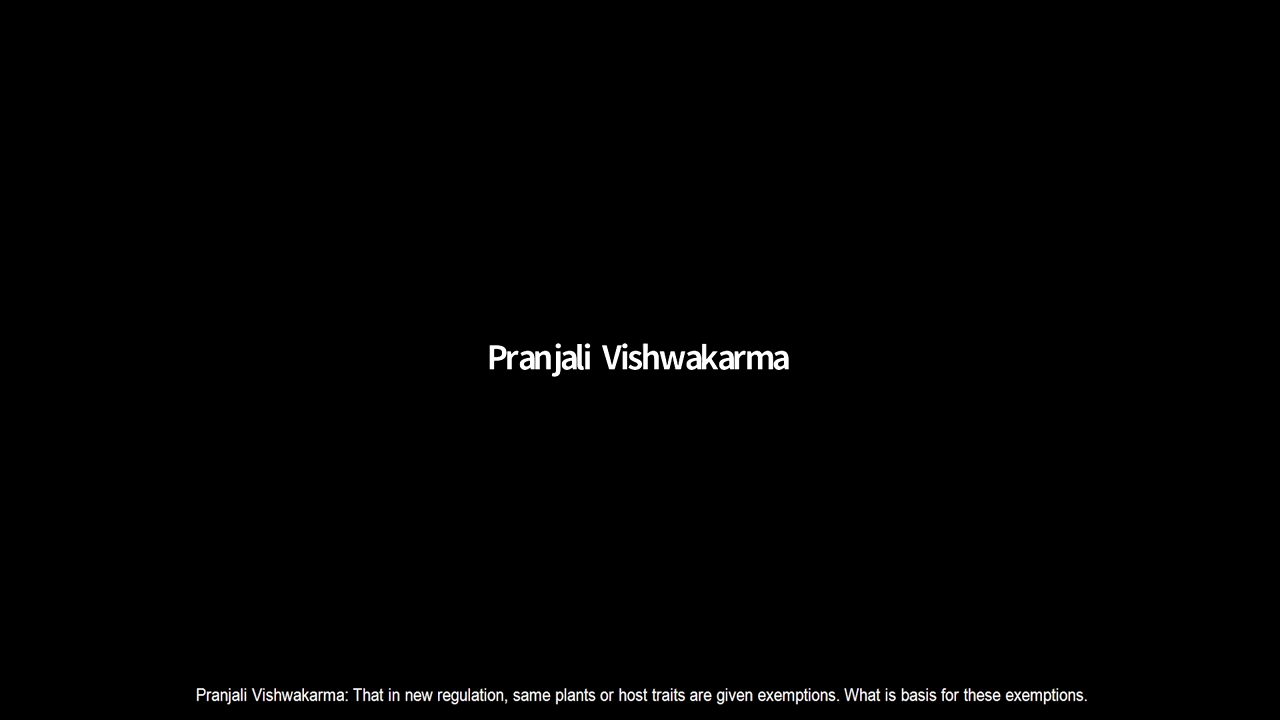 Pranjali Vishwakarma
Pranjali Vishwakarma: That in new regulation, same plants or host traits are given exemptions. What is basis for these exemptions.